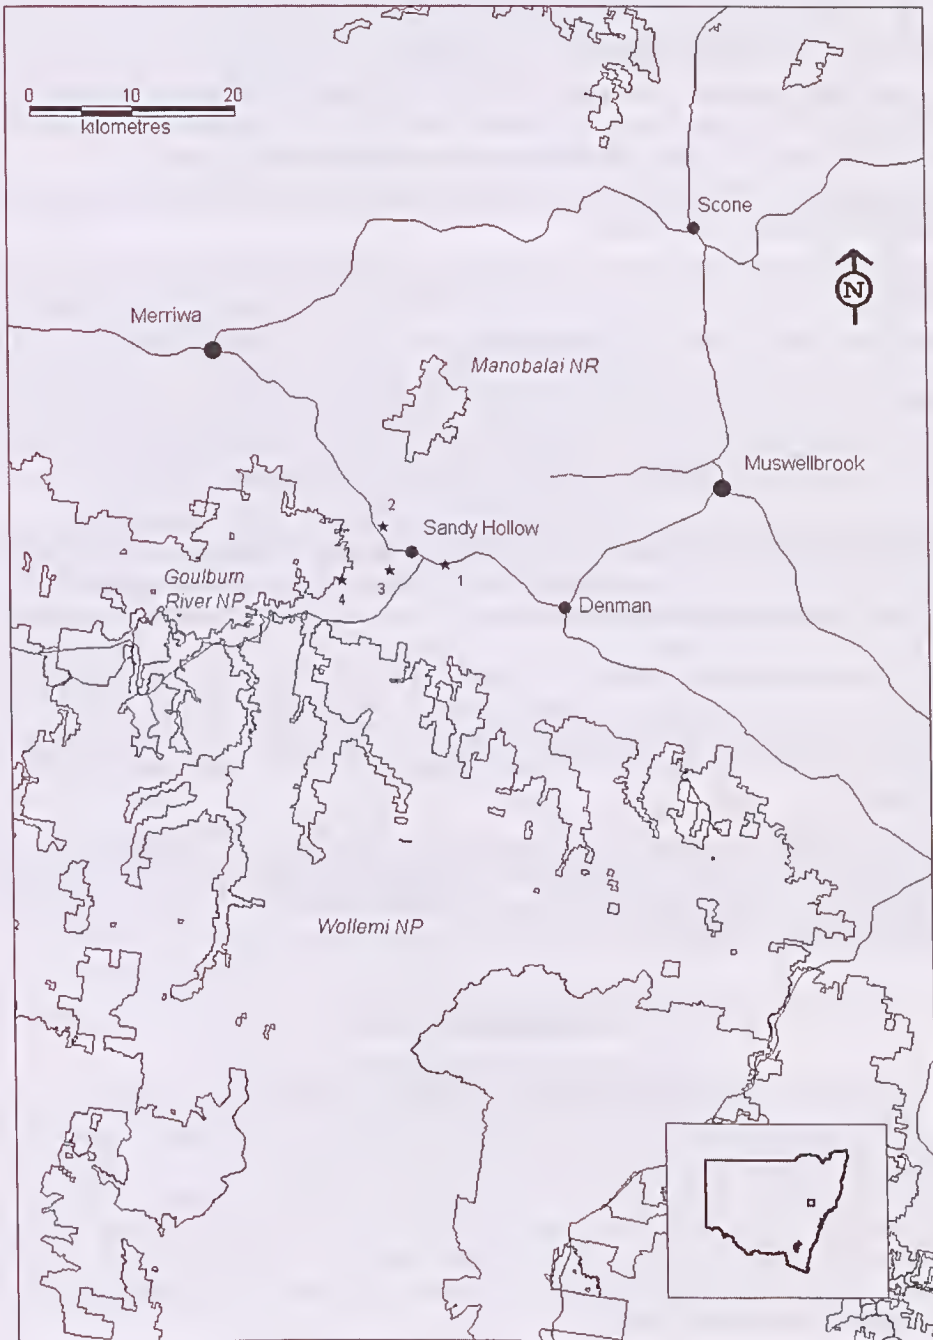 0 10 20
kilometres
Scone
N
Merriwa
Manobalai NR
Muswellbrook
2
Sandy Hollow
1
3
Goulburn
River NP
4
Denman
Wollemi NP